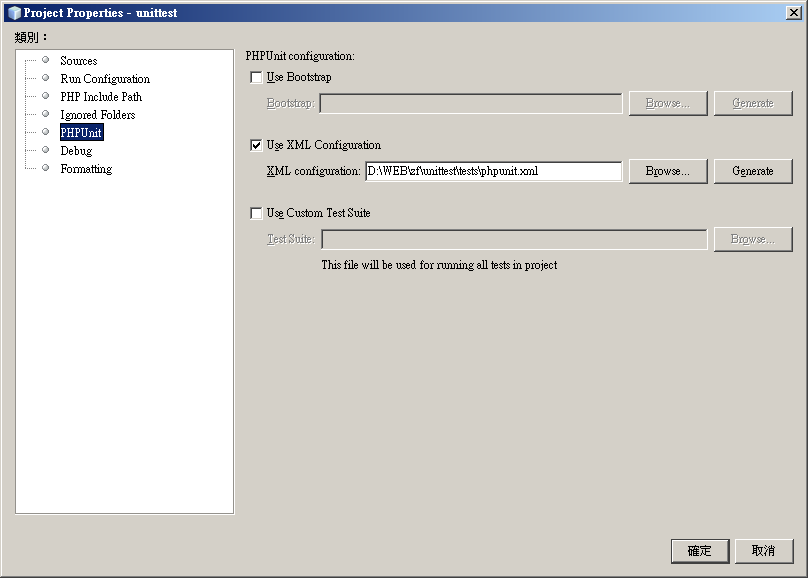 Project Properties - unittest
類別：
Sources
Run Configuration
PHP Include Path
Ignored Folders
PHPUnit
Debug
Formatting
PHPUnit configuration:
Use Bootstrap
Bootstrap: Browse... Generate
Use XML Configuration
XML configuration: D:\WEB\zf\unittest\tests\phpunit.xml Browse... Generate
Use Custom Test Suite
Test Suite: Browse...
This file will be used for running all tests in project
確定 取消